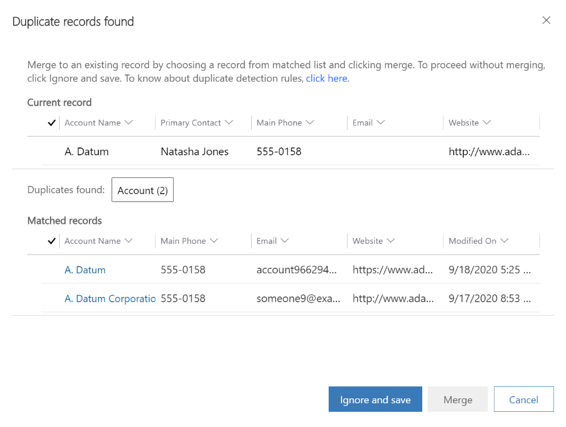 Duplicate records found
Merge to an existing record by choosing a record from matched list and clicking merge. To proceed without merging,
click Ignore and save. To know about duplicate detection rules, click here.
Current record
Account Name Primary Contact Main Phone Email Website
A. Datum Natasha Jones 555-0158 http://www.ada...
Duplicates found: Account (2)
Matched records
Account Name Main Phone Email Website Modified On
A. Datum 555-0158 account966294... https://www.ad... 9/18/2020 5:25 ...
A. Datum Corporatio 555-0158 someone9@exa... http://www.ada... 9/17/2020 8:53 ...
Ignore and save Merge Cancel